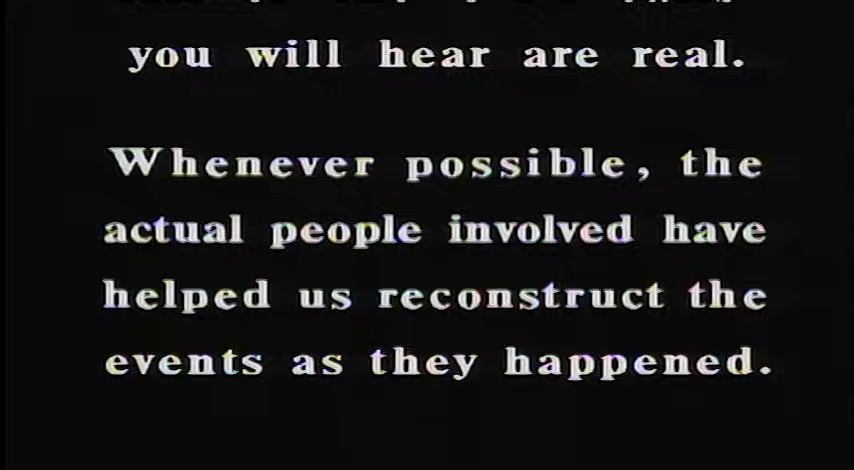 you will hear are real.
Whenever possible, the
actual people involved have
helped us reconstruct the
events as they happened.